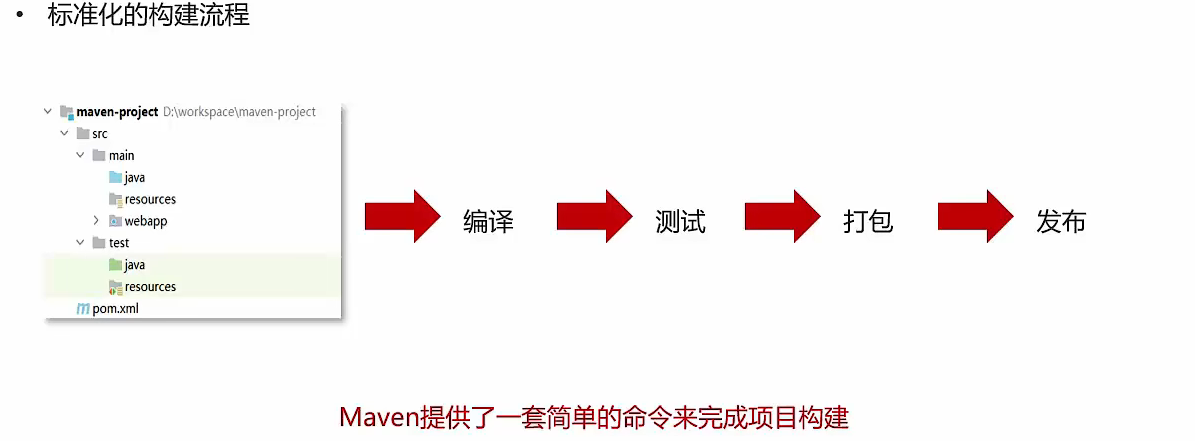 • 标准化的构建流程
maven-project D:\workspace\maven-project
src
main
java
resources
webapp
test
java
resources
pom.xml
编译 测试 打包 发布
Maven提供了一套简单的命令来完成项目构建